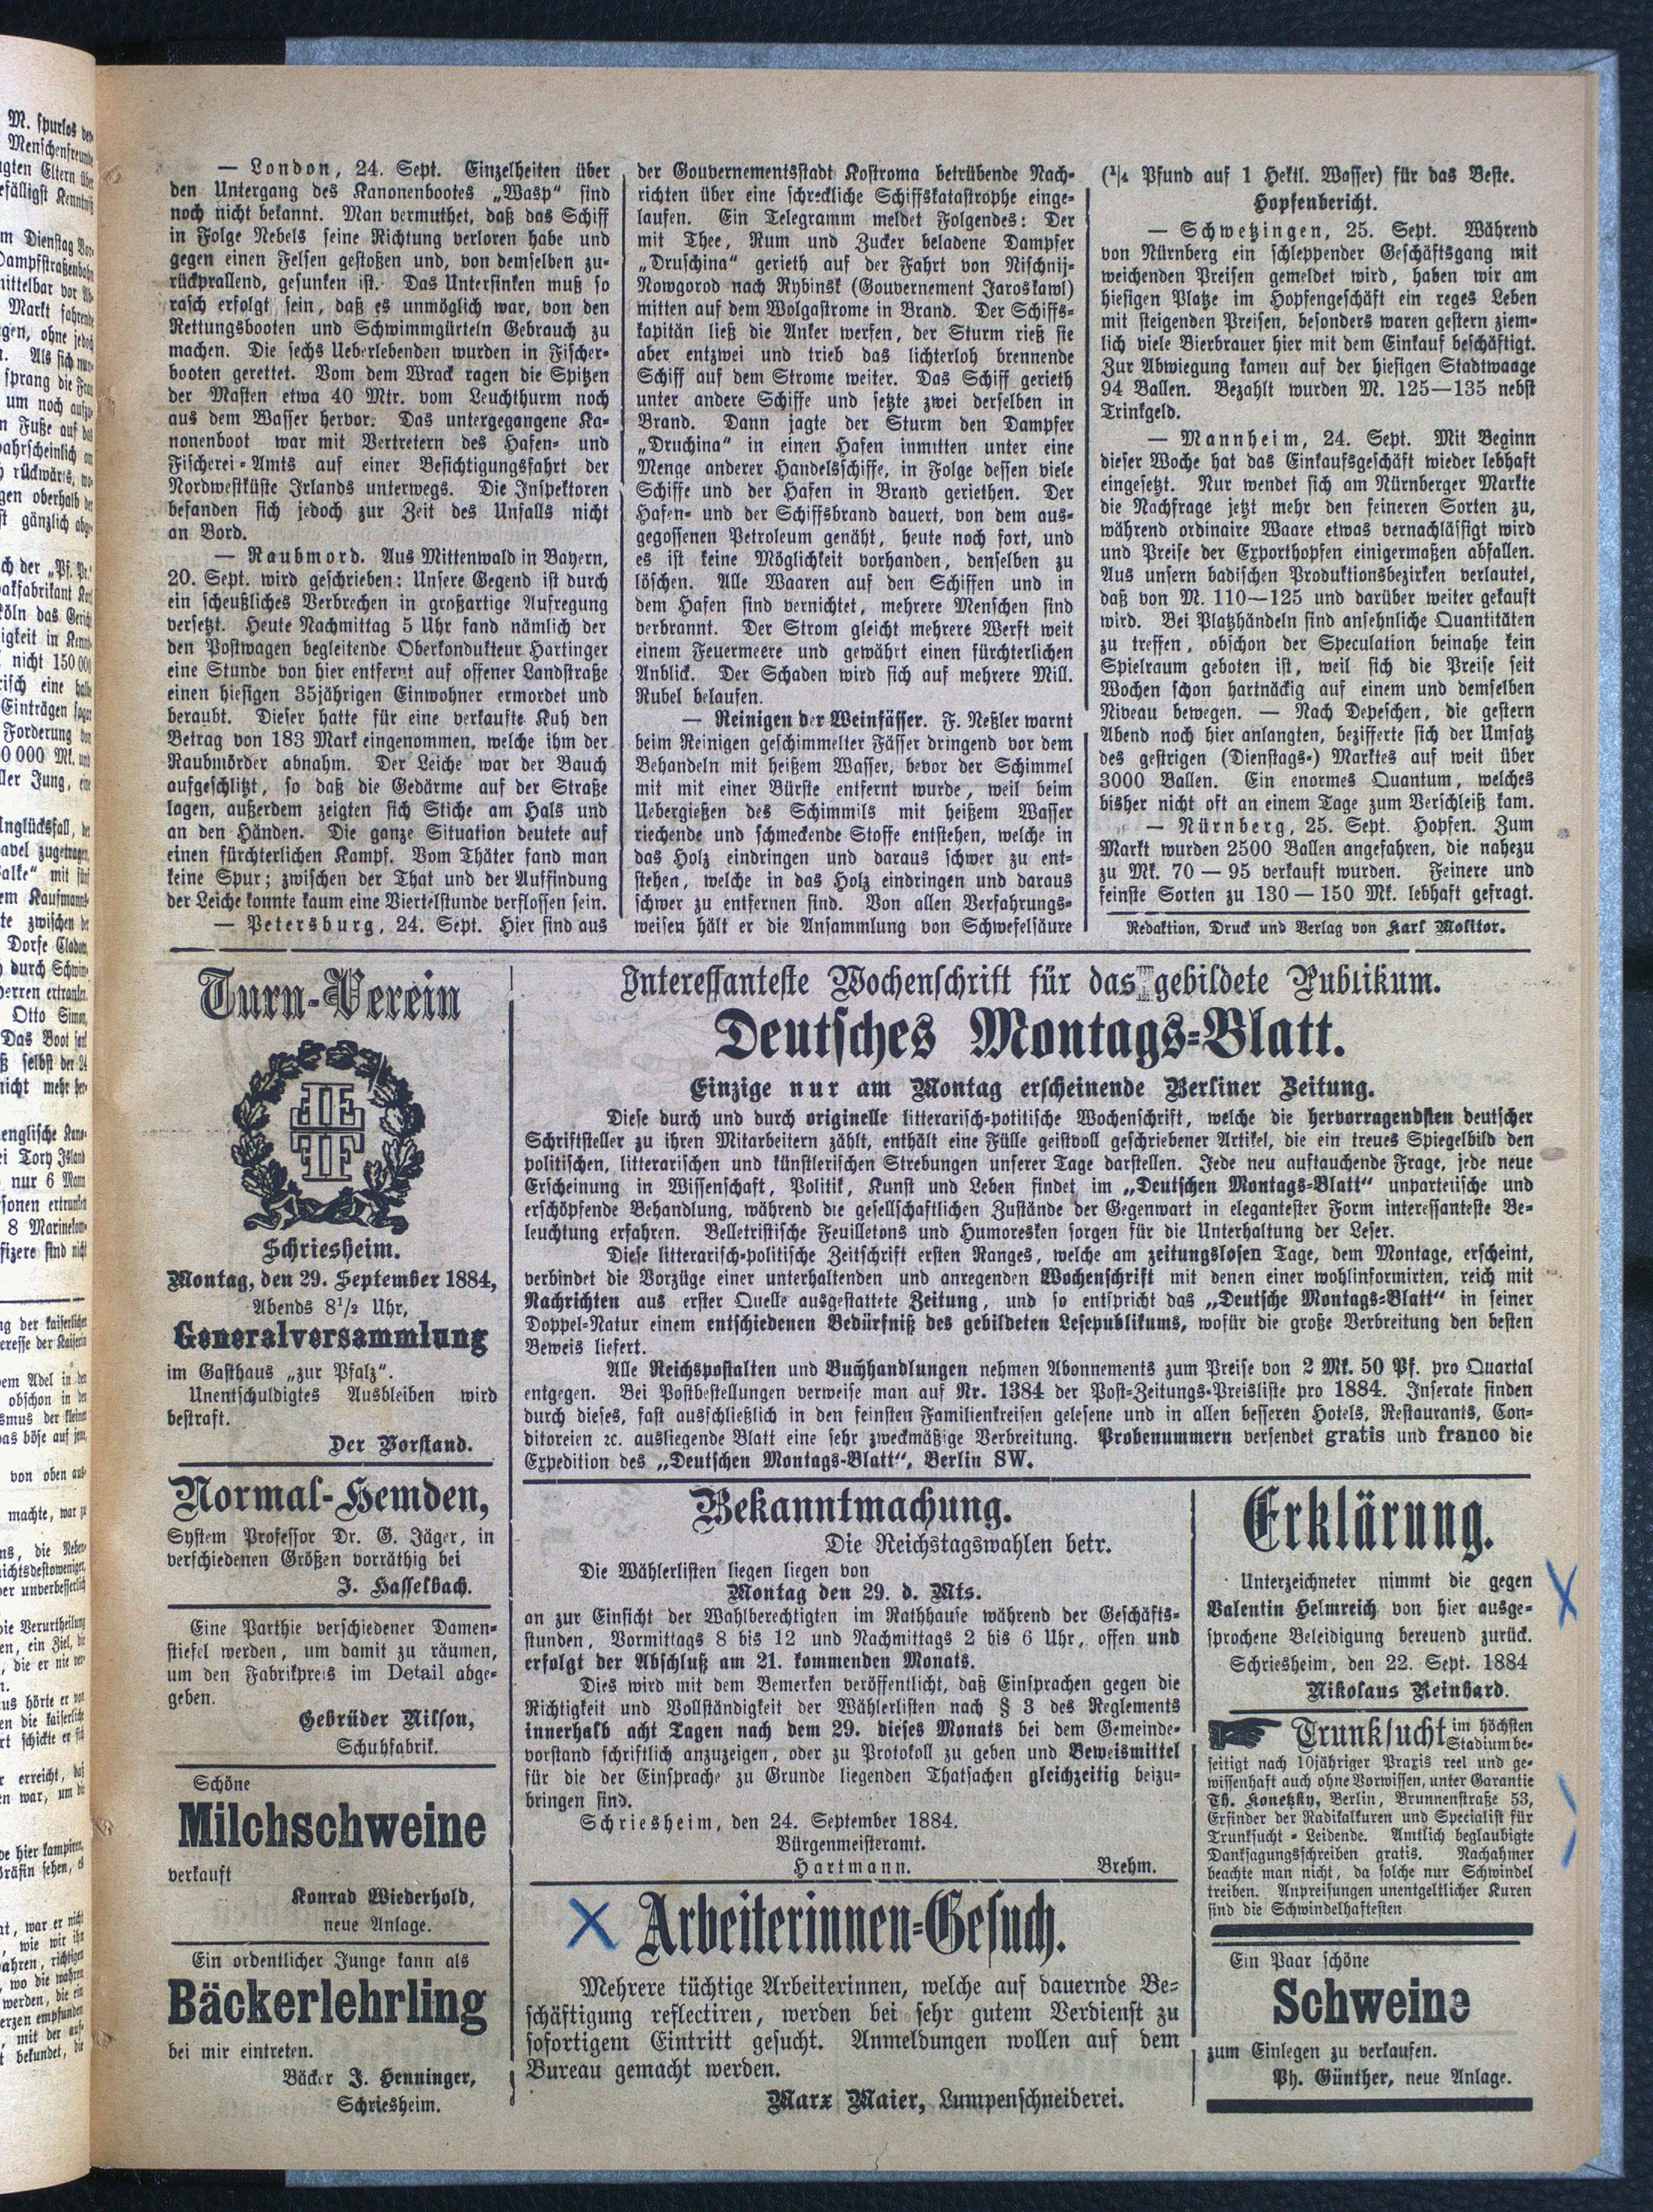 — London, 24. Sept. Einzelheiten über
den Untergang des Kanonenbootes „Wasp“ sind
noch nicht bekannt. Man vermuthet, daß das Schiff
in Folge Nebels seine Richtung verloren habe und
gegen einen Felsen gestoßen und, von demselben zu-
rückprallend, gesunken ist. Das Untersinken muß so
rasch erfolgt sein, daß es unmöglich war, von den
Rettungsbooten und Schwimmgürteln Gebrauch zu
machen. Die sechs Ueberlebenden wurden in Fischer-
booten gerettet. Vom dem Wrack ragen die Spitzen
der Masten etwa 40 Mtr. vom Leuchthurm noch
aus dem Wasser hervor. Das untergegangene Ka-
nonenboot war mit Vertretern des Hafen- und
Fischerei-Amts auf einer Besichtigungsfahrt der
Nordwestküste Irlands unterwegs. Die Inspektoren
befanden sich jedoch zur Zeit des Unfalls nicht
an Bord.
— Raubmord. Aus Mittenwald in Bayern,
20. Sept. wird geschrieben: Unsere Gegend ist durch
ein scheußliches Verbrechen in großartige Aufregung
versetzt. Heute Nachmittag 5 Uhr fand nämlich der
den Postwagen begleitende Oberkondukteur Hartinger
eine Stunde von hier entfernt auf offener Landstraße
einen hiesigen 35jährigen Einwohner ermordet und
beraubt. Dieser hatte für eine verkaufte Kuh den
Betrag von 183 Mark eingenommen, welche ihm der
Raubmörder abnahm. Der Leiche war der Bauch
aufgeschlitzt, so daß die Gedärme auf der Straße
lagen, außerdem zeigten sich Stiche am Hals und
an den Händen. Die ganze Situation deutete auf
einen fürchterlichen Kampf. Vom Thäter fand man
keine Spur; zwischen der That und der Auffindung
der Leiche konnte kaum eine Viertelstunde verflossen sein.
— Petersburg, 24. Sept. Hier sind aus
der Gouvernementsstadt Kostroma betrübende Nach-
richten über eine schreckliche Schiffskatastrophe einge-
laufen. Ein Telegramm meldet Folgendes: Der
mit Thee, Rum und Zucker beladene Dampfer
„Druschina“ gerieth auf der Fahrt von Nischnij-
Nowgorod nach Rybinsk (Gouvernement Jaroslawl)
mitten auf dem Wolgastrome in Brand. Der Schiffs-
kapitän ließ die Anker werfen, der Sturm rieß sie
aber entzwei und trieb das lichterloh brennende
Schiff auf dem Strome weiter. Das Schiff gerieth
unter andere Schiffe und setzte zwei derselben in
Brand. Dann jagte der Sturm den Dampfer
„Druchina“ in einen Hafen inmitten unter eine
Menge anderer Handelsschiffe, in Folge dessen viele
Schiffe und der Hafen in Brand geriethen. Der
Hafen- und der Schiffsbrand dauert, von dem aus-
gegossenen Petroleum genäht, heute noch fort, und
es ist keine Möglichkeit vorhanden, denselben zu
löschen. Alle Waaren auf den Schiffen und in
dem Hafen sind vernichtet, mehrere Menschen sind
verbrannt. Der Strom gleicht mehrere Werft weit
einem Feuermeere und gewährt einen fürchterlichen
Anblick. Der Schaden wird sich auf mehrere Mill.
Rubel belaufen.
— Reinigen der Weinfässer. F. Neßler warnt
beim Reinigen geschimmelter Fässer dringend vor dem
Behandeln mit heißem Wasser, bevor der Schimmel
mit mit einer Bürste entfernt wurde, weil beim
Uebergießen des Schimmels mit heißem Wasser
riechende und schmeckende Stoffe entstehen, welche in
das Holz eindringen und daraus schwer zu ent-
stehen, welche in das Holz eindringen und daraus
schwer zu entfernen sind. Von allen Verfahrungs-
weisen hält er die Ansammlung von Schwefelsäure
(¹/₄ Pfund auf 1 Hektl. Wasser) für das Beste.
Hopfenbericht.
— Schwetzingen, 25. Sept. Während
von Nürnberg ein schleppender Geschäftsgang mit
weichenden Preisen gemeldet wird, haben wir am
hiesigen Platze im Hopfengeschäft ein reges Leben
mit steigenden Preisen, besonders waren gestern ziem-
lich viele Bierbrauer hier mit dem Einkauf beschäftigt.
Zur Abwiegung kamen auf der hiesigen Stadtwaage
94 Ballen. Bezahlt wurden M. 125—135 nebst
Trinkgeld.
— Mannheim, 24. Sept. Mit Beginn
dieser Woche hat das Einkaufsgeschäft wieder lebhaft
eingesetzt. Nur wendet sich am Nürnberger Markte
die Nachfrage jetzt mehr den feineren Sorten zu,
während ordinaire Waare etwas vernachlässigt wird
und Preise der Exporthopfen einigermaßen abfallen.
Aus unsern badischen Produktionsbezirken verlautet,
daß von M. 110—125 und darüber weiter gekauft
wird. Bei Platzhändeln sind ansehnliche Quantitäten
zu treffen, obschon der Speculation beinahe kein
Spielraum geboten ist, weil sich die Preise seit
Wochen schon hartnäckig auf einem und demselben
Niveau bewegen. — Nach Depeschen, die gestern
Abend noch hier anlangten, bezifferte sich der Umsatz
des gestrigen (Dienstags-) Marktes auf weit über
3000 Ballen. Ein enormes Quantum, welches
bisher nicht oft an einem Tage zum Verschleiß kam.
— Nürnberg, 25. Sept. Hopfen. Zum
Markt wurden 2500 Ballen angefahren, die nahezu
zu Mk. 70 — 95 verkauft wurden. Feinere und
feinste Sorten zu 130 — 150 Mk. lebhaft gefragt.
Redaktion, Druck und Verlag von Karl Molitor.
Turn-Verein
Schriesheim.
Montag, den 29. September 1884,
Abends 8¹/₂ Uhr,
Generalversammlung
im Gasthaus „zur Pfalz“.
Unentschuldigtes Ausbleiben wird
bestraft.
Der Vorstand.
Normal-Hemden,
System Professor Dr. G. Jäger, in
verschiedenen Größen vorräthig bei
J. Hasselbach.
Eine Parthie verschiedener Damen-
stiefel werden, um damit zu räumen,
um den Fabrikpreis im Detail abge-
geben.
Gebrüder Nilson,
Schuhfabrik.
Schöne
Milchschweine
verkauft
Konrad Wiederhold,
neue Anlage.
Ein ordentlicher Junge kann als
Bäckerlehrling
bei mir eintreten.
Bäcker J. Henninger,
Schriesheim.
Interessanteste Wochenschrift für das gebildete Publikum.
Deutsches Montags-Blatt.
Einzige nur am Montag erscheinende Berliner Zeitung.
Diese durch und durch originelle litterarisch-politische Wochenschrift, welche die hervorragendsten deutscher
Schriftsteller zu ihren Mitarbeitern zählt, enthält eine Fülle geistvoll geschriebener Artikel, die ein treues Spiegelbild den
politischen, litterarischen und künstlerischen Strebungen unserer Tage darstellen. Jede neu auftauchende Frage, jede neue
Erscheinung in Wissenschaft, Politik, Kunst und Leben findet im „Deutschen Montags-Blatt“ unparteiische und
erschöpfende Behandlung, während die gesellschaftlichen Zustände der Gegenwart in elegantester Form interessanteste Be-
leuchtung erfahren. Belletristische Feuilletons und Humoresken sorgen für die Unterhaltung der Leser.
Diese litterarisch-politische Zeitschrift ersten Ranges, welche am zeitungslosen Tage, dem Montage, erscheint,
verbindet die Vorzüge einer unterhaltenden und anregenden Wochenschrift mit denen einer wohlinformirten, reich mit
Nachrichten aus erster Quelle ausgestattete Zeitung, und so entspricht das „Deutsche Montags-Blatt“ in seiner
Doppel-Natur einem entschiedenen Bedürfniß des gebildeten Lesepublikums, wofür die große Verbreitung den besten
Beweis liefert.
Alle Reichspostalten und Buchhandlungen nehmen Abonnements zum Preise von 2 Mk. 50 Pf. pro Quartal
entgegen. Bei Postbestellungen verweise man auf Nr. 1384 der Post-Zeitungs-Preisliste pro 1884. Inserate finden
durch dieses, fast ausschließlich in den feinsten Familienkreisen gelesene und in allen besseren Hotels, Restaurants, Con-
ditoreien ꝛc. ausliegende Blatt eine sehr zweckmäßige Verbreitung. Probenummern versendet gratis und franco die
Expedition des „Deutschen Montags-Blatt“, Berlin SW.
Bekanntmachung.
Die Reichstagswahlen betr.
Die Wählerlisten liegen liegen von
Montag den 29. d. Mts.
an zur Einsicht der Wahlberechtigten im Rathhause während der Geschäfts-
stunden, Vormittags 8 bis 12 und Nachmittags 2 bis 6 Uhr, offen und
erfolgt der Abschluß am 21. kommenden Monats.
Dies wird mit dem Bemerken veröffentlicht, daß Einsprachen gegen die
Richtigkeit und Vollständigkeit der Wählerlisten nach § 3 des Reglements
innerhalb acht Tagen nach dem 29. dieses Monats bei dem Gemeinde-
vorstand schriftlich anzuzeigen, oder zu Protokoll zu geben und Beweismittel
für die der Einsprache zu Grunde liegenden Thatsachen gleichzeitig beizu-
bringen sind.
Schriesheim, den 24. September 1884.
Bürgenmeisteramt.
Hartmann. Brehm.
Arbeiterinnen-Gesuch.
Mehrere tüchtige Arbeiterinnen, welche auf dauernde Be-
schäftigung reflectiren, werden bei sehr gutem Verdienst zu
sofortigem Eintritt gesucht. Anmeldungen wollen auf dem
Bureau gemacht werden.
Marx Maier, Lumpenschneiderei.
Erklärung.
Unterzeichneter nimmt die gegen
Valentin Helmreich von hier ausge-
sprochene Beleidigung bereuend zurück.
Schriesheim, den 22. Sept. 1884
Nikolaus Reinhard.
Trunksucht im höchsten
Stadium be-
seitigt nach 10jähriger Praxis reel und ge-
wissenhaft auch ohne Vorwissen, unter Garantie
Th. Konetzky, Berlin, Brunnenstraße 53,
Erfinder der Radikalkuren und Specialist für
Trunksucht-Leidende. Amtlich beglaubigte
Danksagungsschreiben gratis. Nachahmer
beachte man nicht, da solche nur Schwindel
treiben. Anpreisungen unentgeltlicher Kuren
sind die Schwindelhaftesten
Ein Paar schöne
Schweine
zum Einlegen zu verkaufen.
Ph. Günther, neue Anlage.